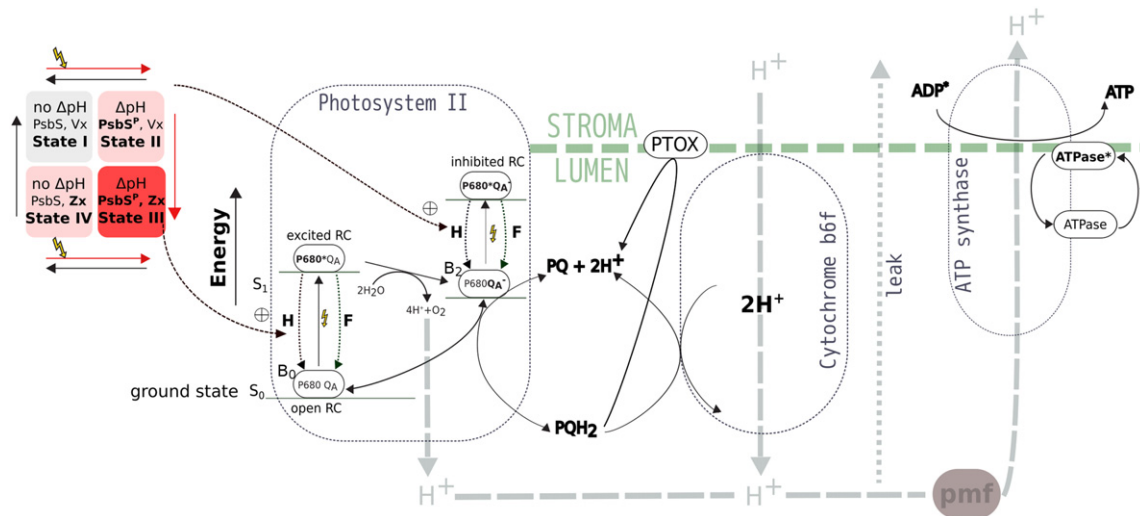 no ΔpH
PsbS, Vx
State I
ΔpH
PsbSᴾ, Vx
State II
no ΔpH
PsbS, Zx
State IV
ΔpH
PsbSᴾ, Zx
State III
Energy
Photosystem II
inhibited RC
P680*QA⁻
⊕
H
F
B2
P680QA⁻
excited RC
P680*QA
S1
2H2O
4H⁺+O2
⊕
H
F
B0
P680 QA
ground state S0
open RC
STROMA
LUMEN
PTOX
PQ + 2H⁺
PQH2
H⁺
2H⁺
Cytochrome b6f
leak
H⁺
ATP synthase
ADP*
ATP
ATPase*
ATPase
H⁺
H⁺
pmf